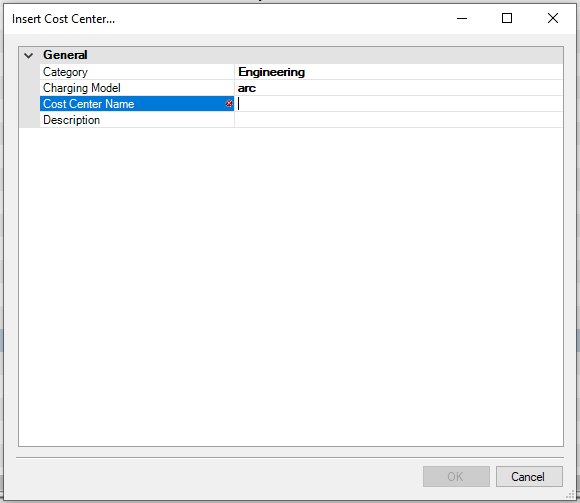 Insert Cost Center...
General
Category Engineering
Charging Model arc
Cost Center Name
Description
OK Cancel